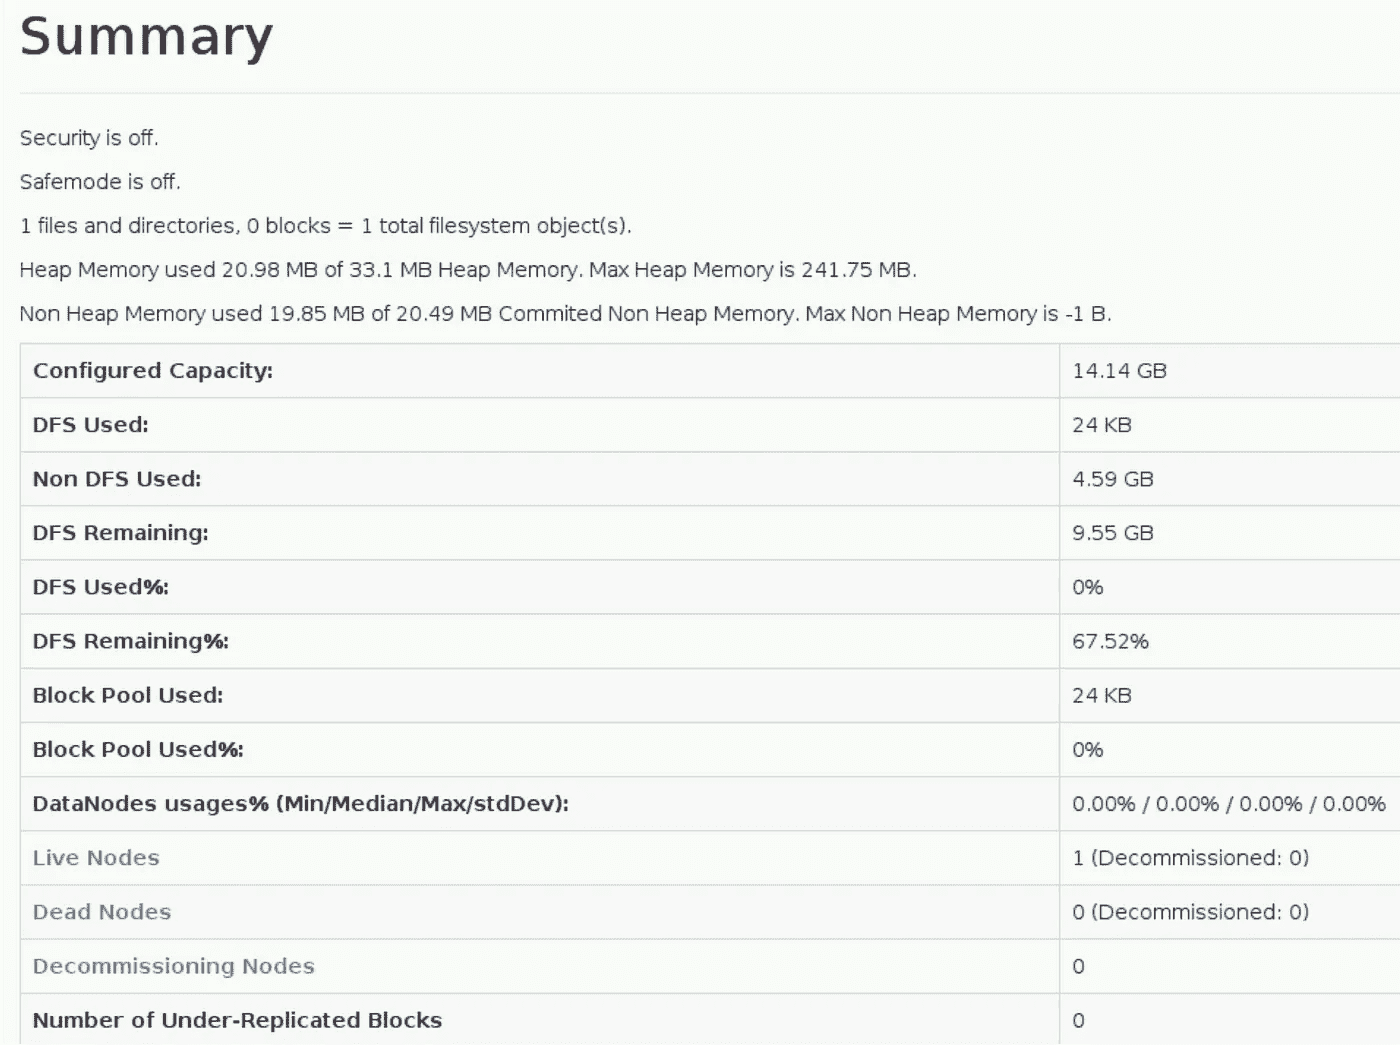 Summary
Security is off.
Safemode is off.
1 files and directories, 0 blocks = 1 total filesystem object(s).
Heap Memory used 20.98 MB of 33.1 MB Heap Memory. Max Heap Memory is 241.75 MB.
Non Heap Memory used 19.85 MB of 20.49 MB Commited Non Heap Memory. Max Non Heap Memory is -1 B.
Configured Capacity: 14.14 GB
DFS Used: 24 KB
Non DFS Used: 4.59 GB
DFS Remaining: 9.55 GB
DFS Used%: 0%
DFS Remaining%: 67.52%
Block Pool Used: 24 KB
Block Pool Used%: 0%
DataNodes usages% (Min/Median/Max/stdDev): 0.00% / 0.00% / 0.00% / 0.00%
Live Nodes 1 (Decommissioned: 0)
Dead Nodes 0 (Decommissioned: 0)
Decommissioning Nodes 0
Number of Under-Replicated Blocks 0